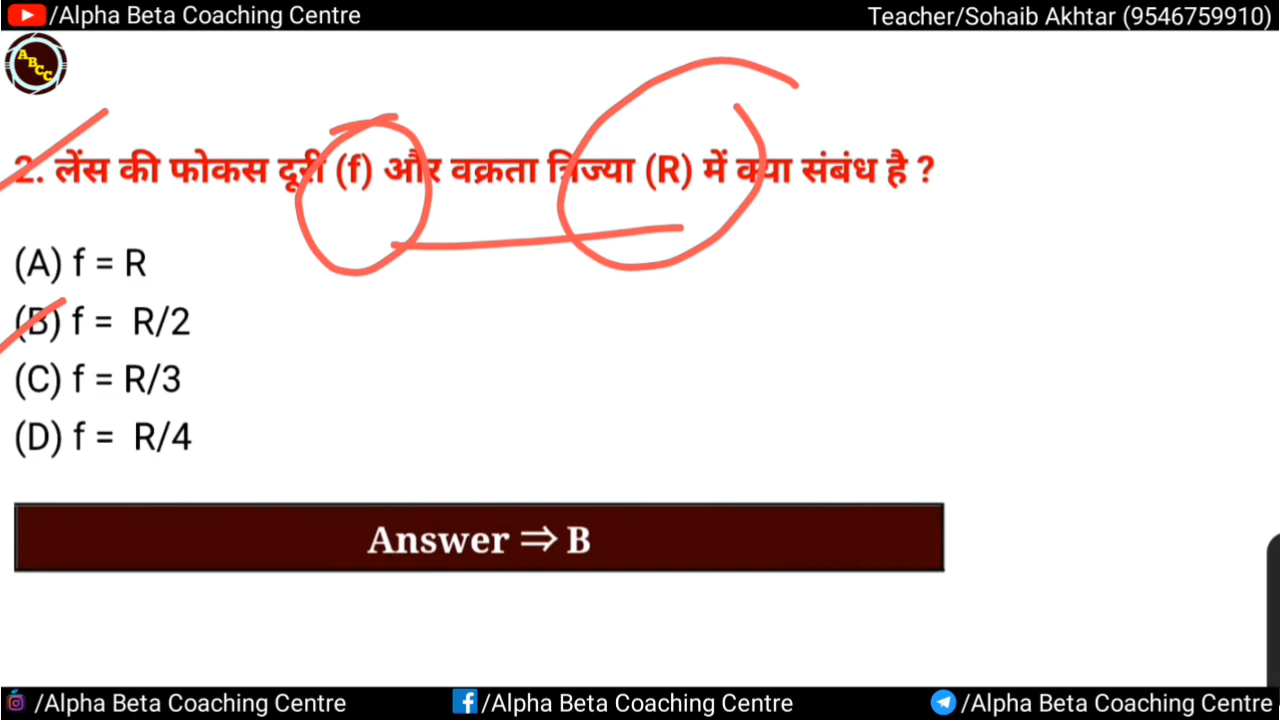 /Alpha Beta Coaching Centre
Teacher/Sohaib Akhtar (9546759910)
ABCC
2. लेंस की फोकस दूरी (f) और वक्रता त्रिज्या (R) में क्या संबंध है ?
(A) f = R
(B) f = R/2
(C) f = R/3
(D) f = R/4
Answer ⇒ B
/Alpha Beta Coaching Centre
/Alpha Beta Coaching Centre
/Alpha Beta Coaching Centre